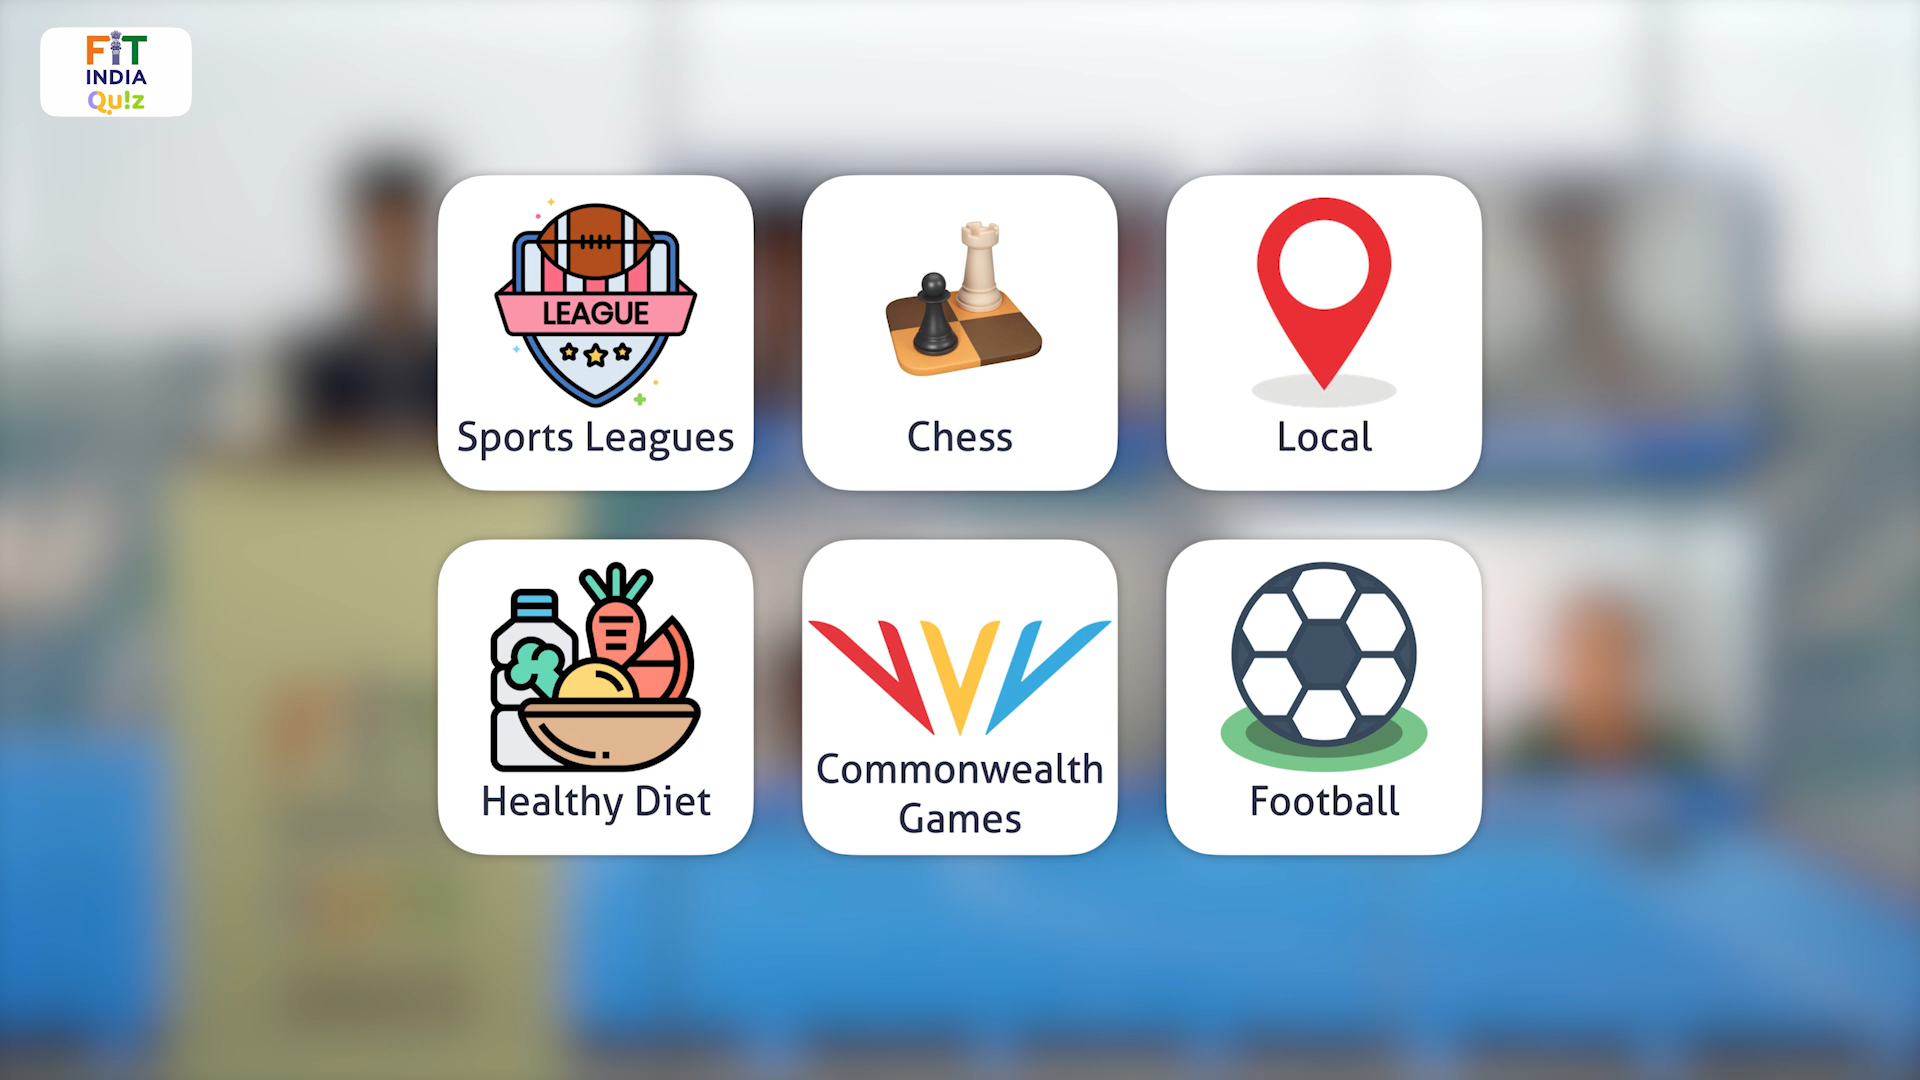 FiT
INDIA
Qu!z
LEAGUE
Sports Leagues
Chess
Local
Healthy Diet
Commonwealth
Games
Football